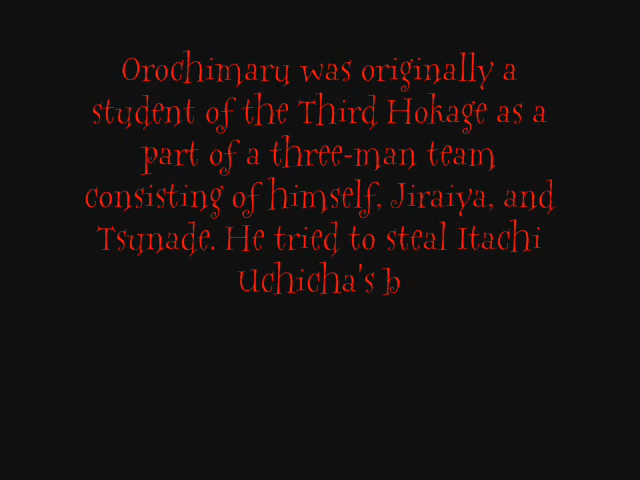 Orochimaru was originally a
student of the Third Hokage as a
part of a three-man team
consisting of himself, Jiraiya, and
Tsunade. He tried to steal Itachi
Uchicha's b